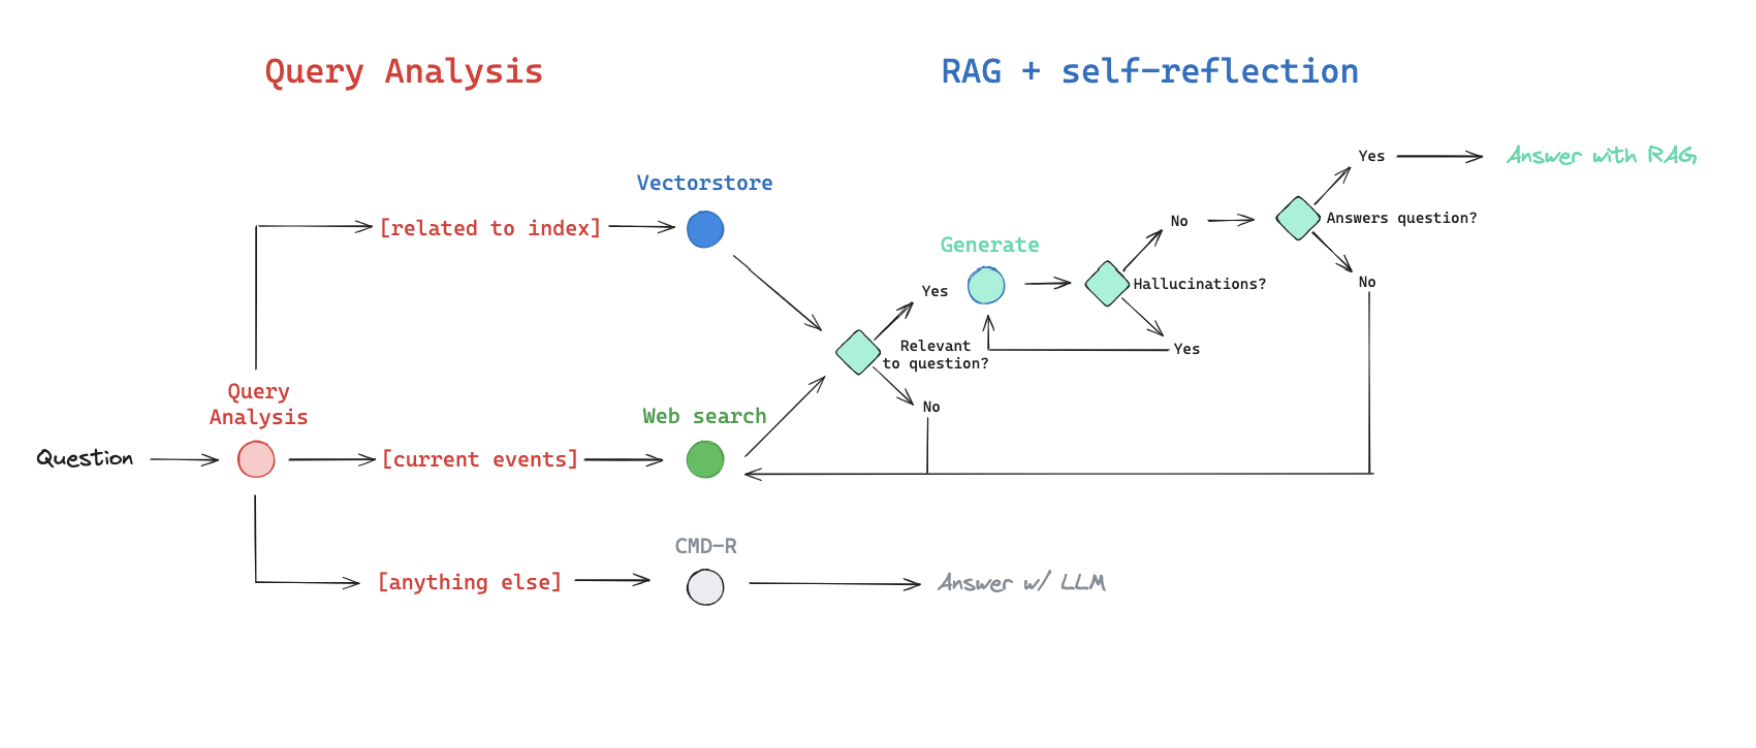 Query Analysis
RAG + self-reflection
Yes
Answer with RAG
Vectorstore
[related to index]
No
Answers question?
Generate
No
Yes
Hallucinations?
Relevant
to question?
Yes
Query
Analysis
No
Web search
Question
[current events]
CMD-R
[anything else]
Answer w/ LLM